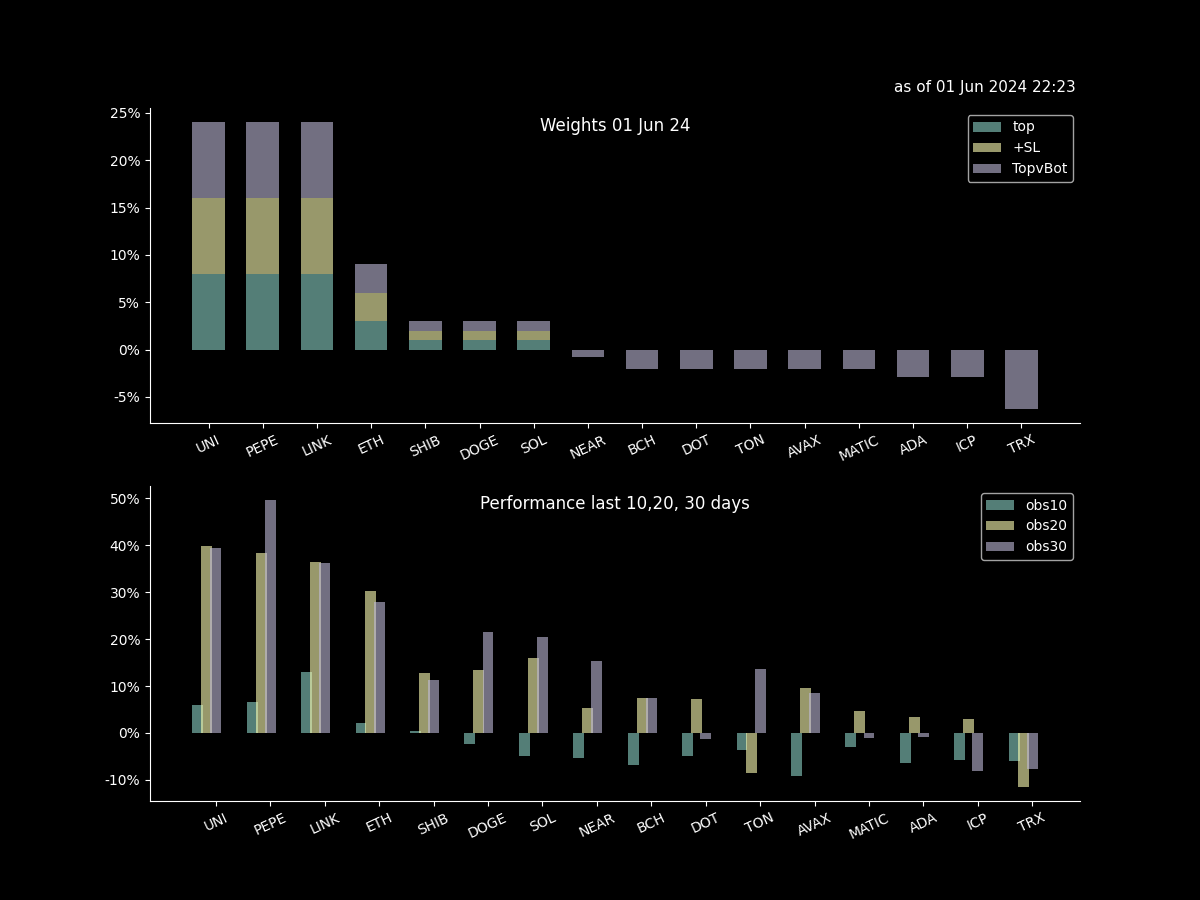 as of 01 Jun 2024 22:23
Weights 01 Jun 24
top
+SL
TopvBot
25%
20%
15%
10%
5%
0%
-5%
UNI PEPE LINK ETH SHIB DOGE SOL NEAR BCH DOT TON AVAX MATIC ADA ICP TRX
Performance last 10,20, 30 days
obs10
obs20
obs30
50%
40%
30%
20%
10%
0%
-10%
UNI PEPE LINK ETH SHIB DOGE SOL NEAR BCH DOT TON AVAX MATIC ADA ICP TRX